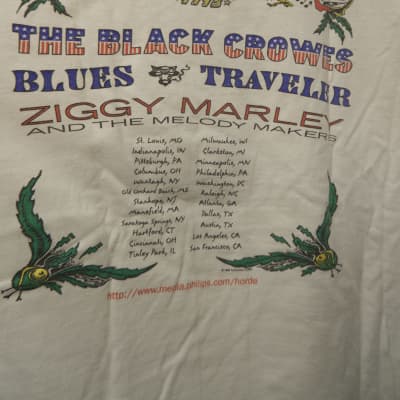 1995
THE BLACK CROWES
BLUES TRAVELER
ZIGGY MARLEY
AND THE MELODY MAKERS
St. Louis, MO
Indianapolis, IN
Pittsburgh, PA
Columbus, OH
Wantagh, NY
Old Orchard Beach, ME
Stanhope, NJ
Mansfield, MA
Saratoga Springs, NY
Hartford, CT
Cincinnati, OH
Tinley Park, IL
Milwaukee, WI
Clarkston, MI
Minneapolis, MN
Philadelphia, PA
Washington, DC
Raleigh, NC
Atlanta, GA
Dallas, TX
Austin, TX
Los Angeles, CA
San Francisco, CA
http://www.media.philips.com/horde